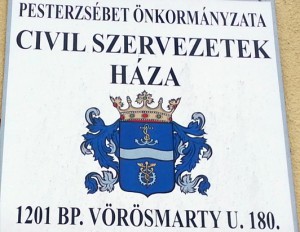 PESTERZSÉBET ÖNKORMÁNYZATA
CIVIL SZERVEZETEK
HÁZA
1201 BP. VÖRÖSMARTY U. 180.